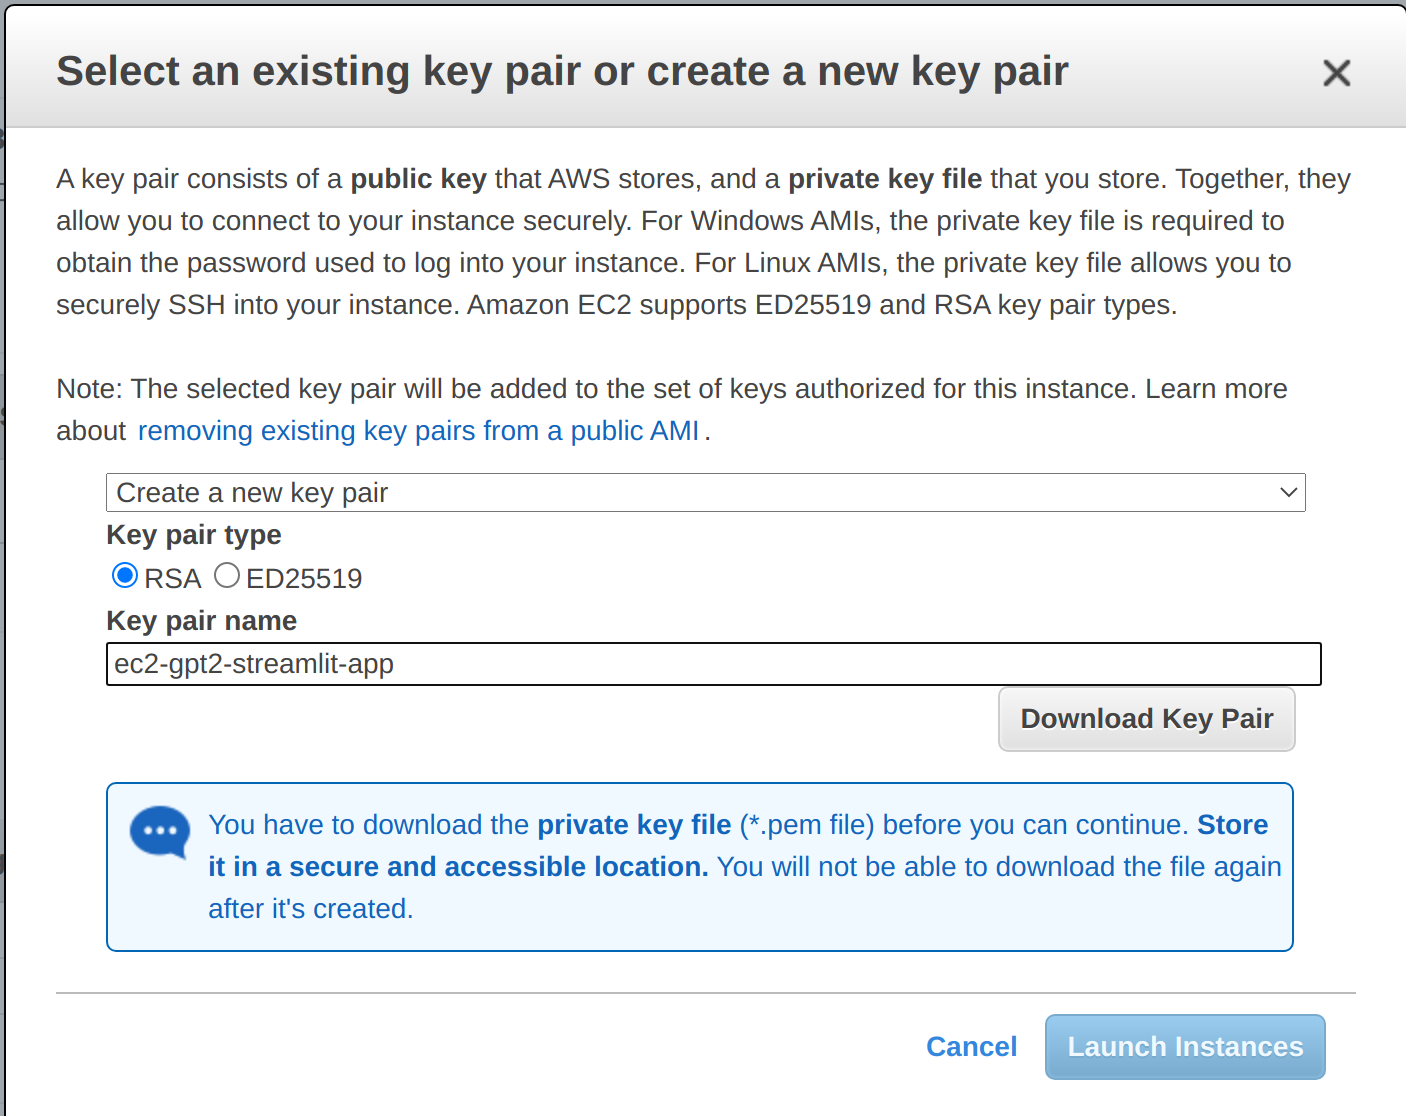 Select an existing key pair or create a new key pair
A key pair consists of a public key that AWS stores, and a private key file that you store. Together, they
allow you to connect to your instance securely. For Windows AMIs, the private key file is required to
obtain the password used to log into your instance. For Linux AMIs, the private key file allows you to
securely SSH into your instance. Amazon EC2 supports ED25519 and RSA key pair types.
Note: The selected key pair will be added to the set of keys authorized for this instance. Learn more
about removing existing key pairs from a public AMI .
Create a new key pair
Key pair type
RSA ED25519
Key pair name
ec2-gpt2-streamlit-app
Download Key Pair
You have to download the private key file (*.pem file) before you can continue. Store
it in a secure and accessible location. You will not be able to download the file again
after it's created.
Cancel Launch Instances